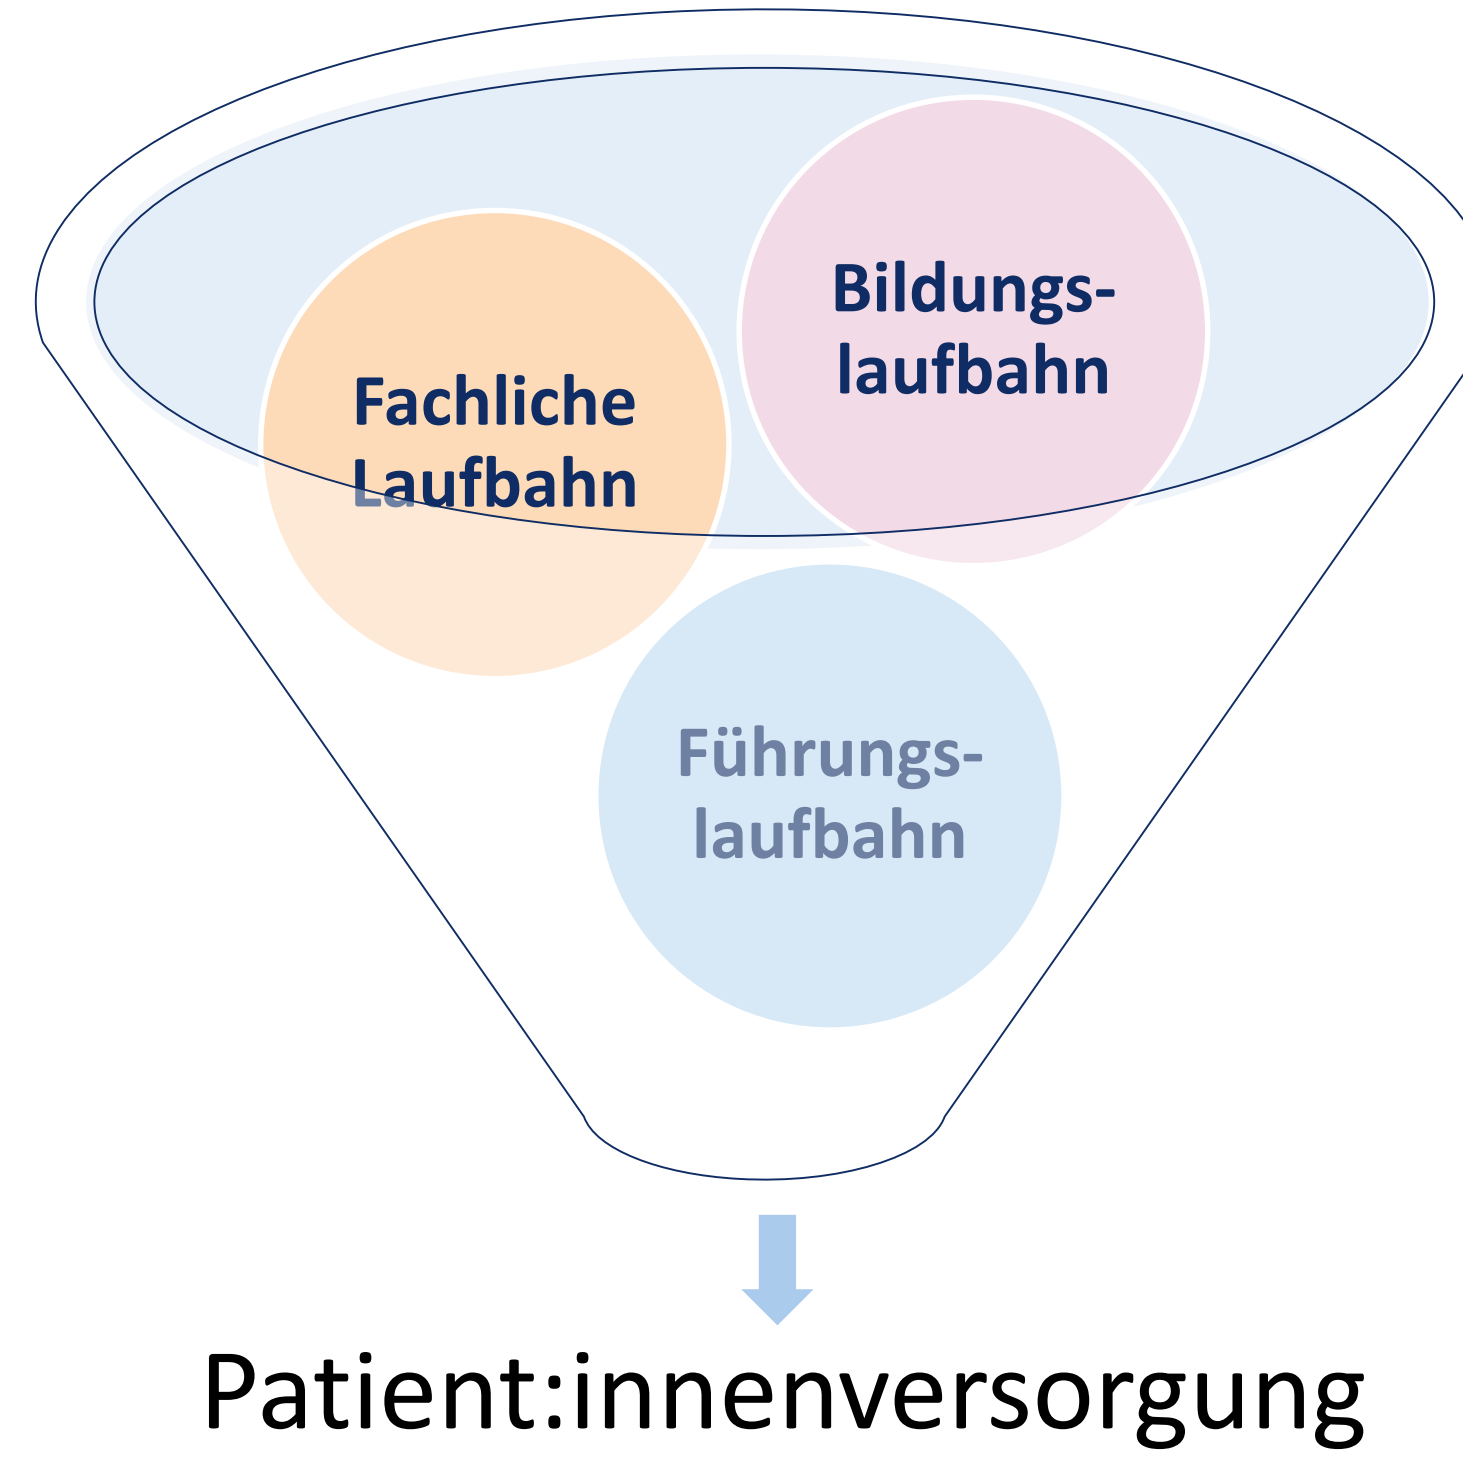 Bildungs-
laufbahn
Fachliche
Laufbahn
Führungs-
laufbahn
Patient:innenversorgung